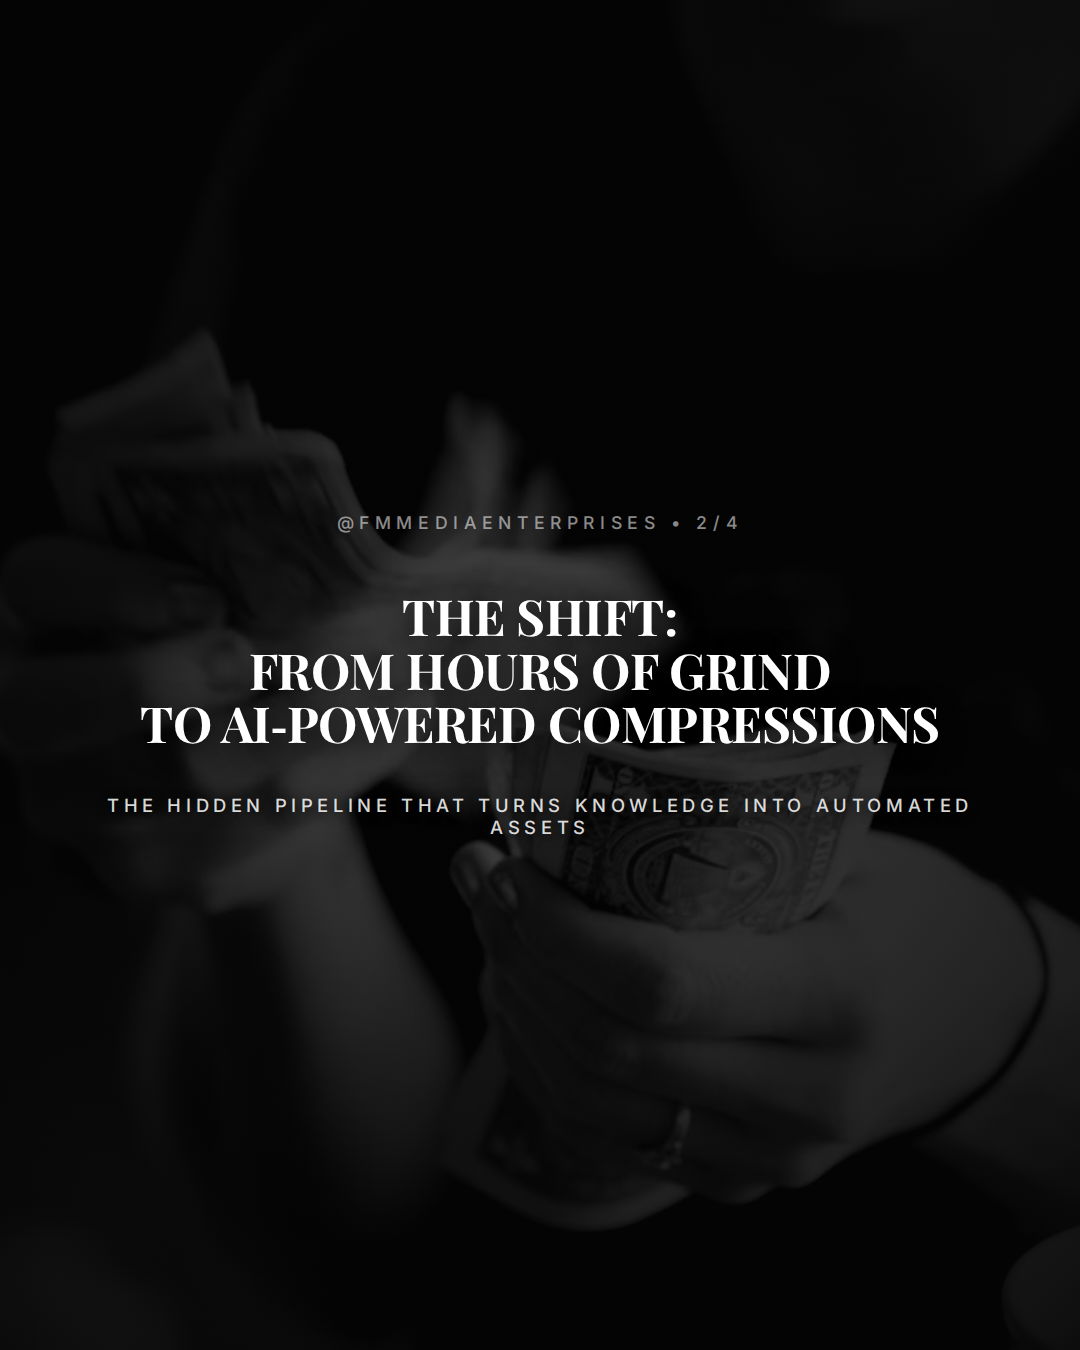 @FMMEDIAENTERPRISES • 2/4
THE SHIFT:
FROM HOURS OF GRIND
TO AI-POWERED COMPRESSIONS
THE HIDDEN PIPELINE THAT TURNS KNOWLEDGE INTO AUTOMATED
ASSETS